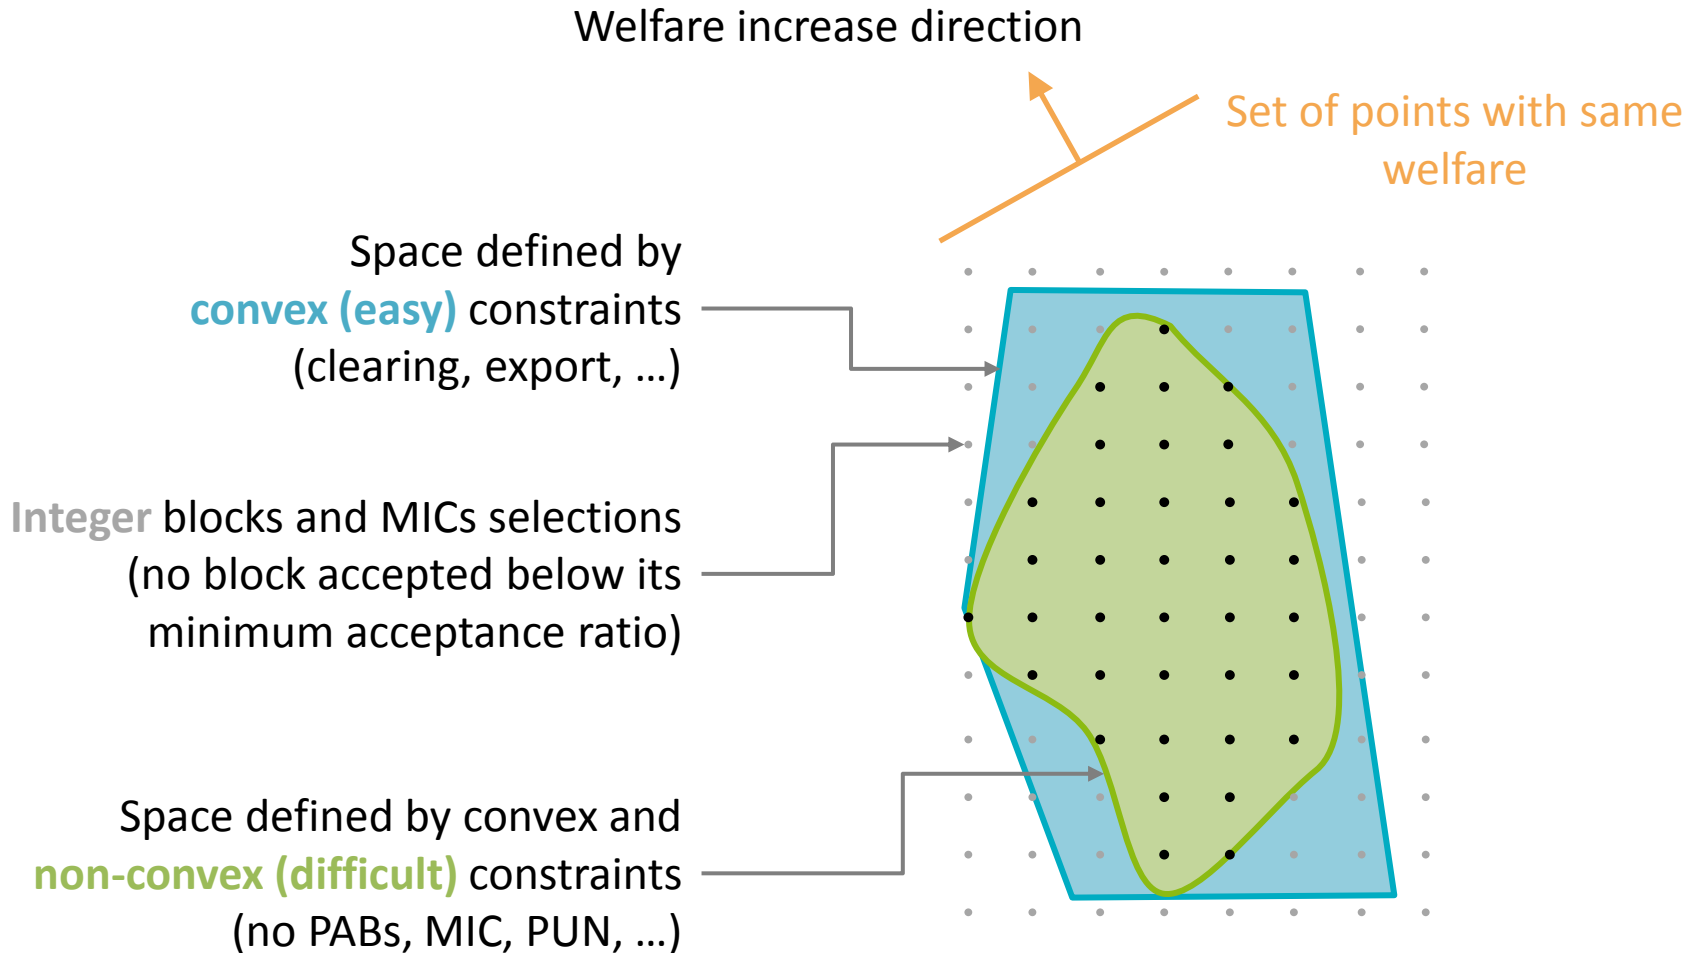 Welfare increase direction
Set of points with same
welfare
Space defined by
convex (easy) constraints
(clearing, export, …)
Integer blocks and MICs selections
(no block accepted below its
minimum acceptance ratio)
Space defined by convex and
non-convex (difficult) constraints
(no PABs, MIC, PUN, …)